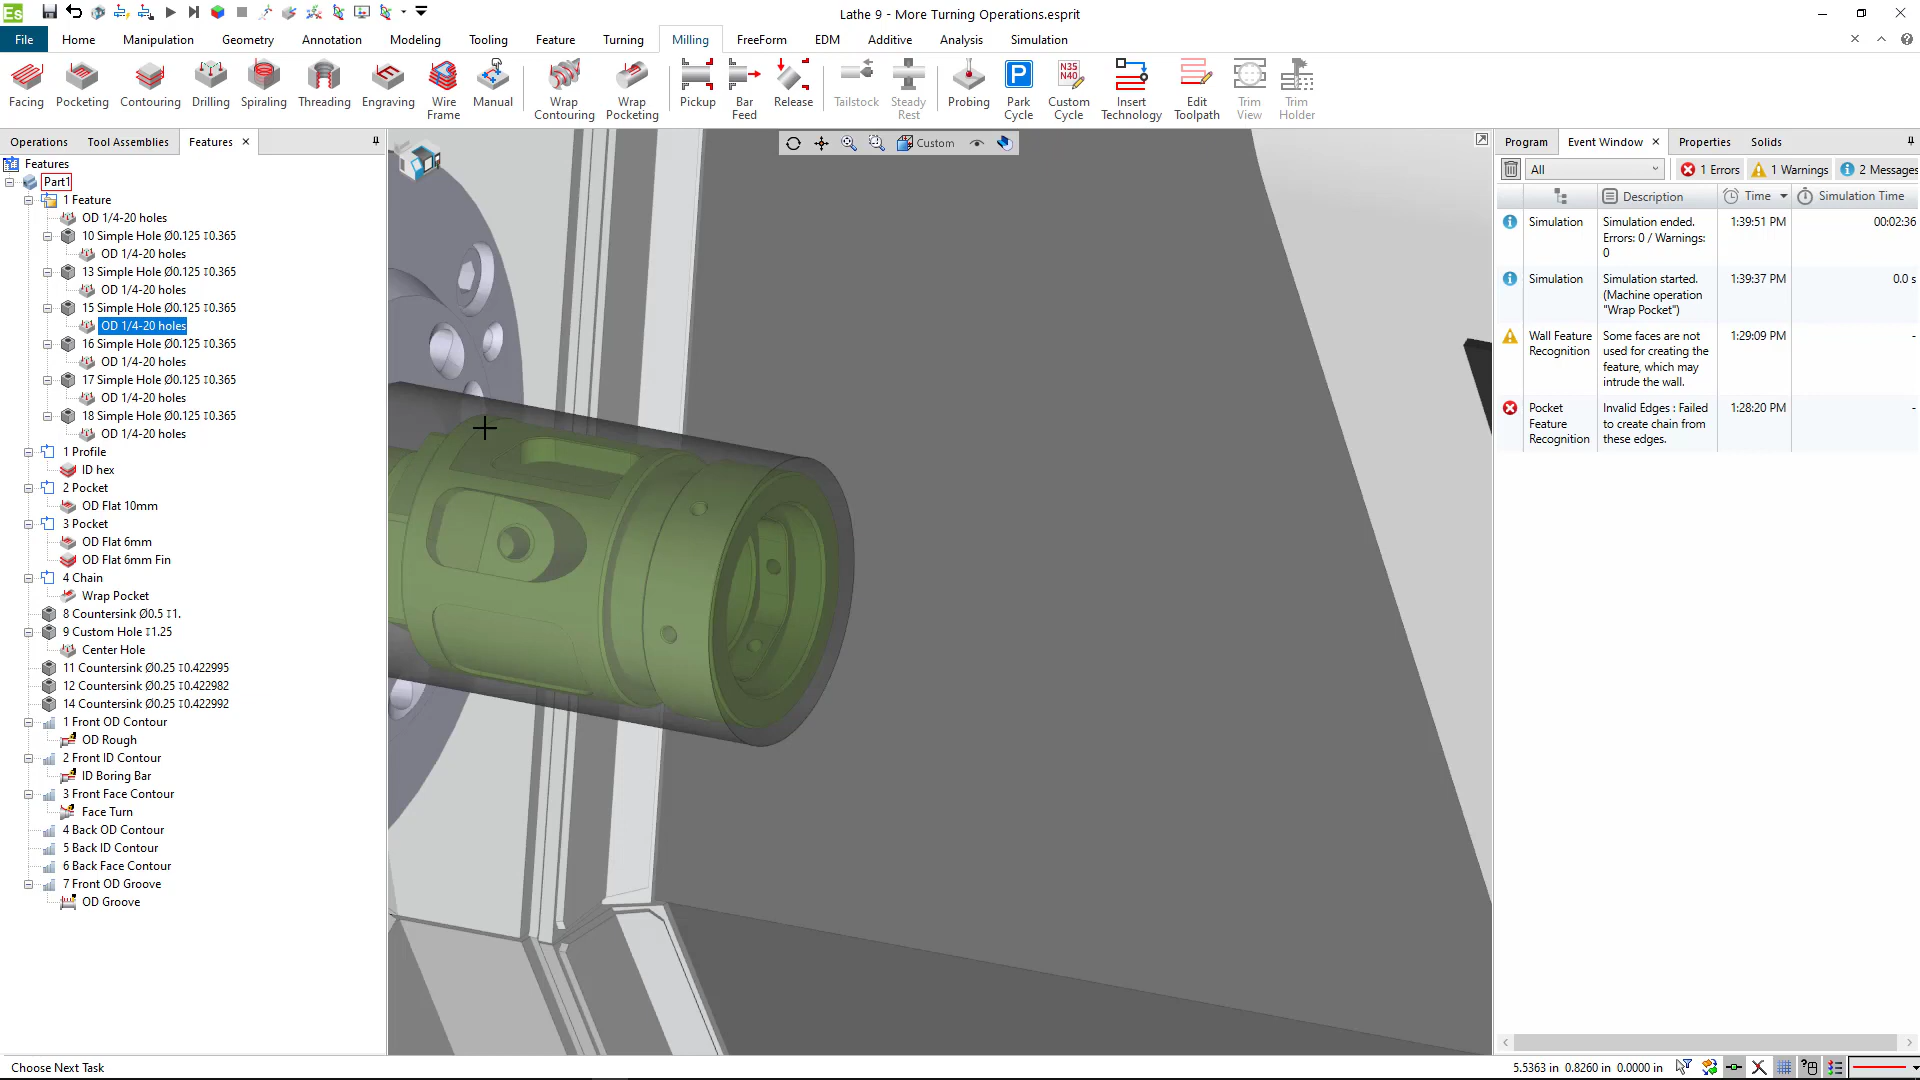 Es
Lathe 9 - More Turning Operations.esprit
File Home Manipulation Geometry Annotation Modeling Tooling Feature Turning Milling FreeForm EDM Additive Analysis Simulation
Facing Pocketing Contouring Drilling Spiraling Threading Engraving Wire Frame Manual Wrap Contouring Wrap Pocketing Pickup Bar Feed Release Tailstock Steady Rest Probing Park Cycle Custom Cycle Insert Technology Edit Toolpath Trim View Trim Holder
P
N35
N40
Operations Tool Assemblies Features
Features
Part1
1 Feature
OD 1/4-20 holes
10 Simple Hole Ø0.125 ↧0.365
OD 1/4-20 holes
13 Simple Hole Ø0.125 ↧0.365
OD 1/4-20 holes
15 Simple Hole Ø0.125 ↧0.365
OD 1/4-20 holes
16 Simple Hole Ø0.125 ↧0.365
OD 1/4-20 holes
17 Simple Hole Ø0.125 ↧0.365
OD 1/4-20 holes
18 Simple Hole Ø0.125 ↧0.365
OD 1/4-20 holes
1 Profile
ID hex
2 Pocket
OD Flat 10mm
3 Pocket
OD Flat 6mm
OD Flat 6mm Fin
4 Chain
Wrap Pocket
8 Countersink Ø0.5 ↧1.
9 Custom Hole ↧1.25
Center Hole
11 Countersink Ø0.25 ↧0.422995
12 Countersink Ø0.25 ↧0.422982
14 Countersink Ø0.25 ↧0.422992
1 Front OD Contour
OD Rough
2 Front ID Contour
ID Boring Bar
3 Front Face Contour
Face Turn
4 Back OD Contour
5 Back ID Contour
6 Back Face Contour
7 Front OD Groove
OD Groove
Custom
Program Event Window Properties Solids
All 1 Errors 1 Warnings 2 Messages
Description Time Simulation Time
Simulation Simulation ended. 1:39:51 PM 00:02:36
Errors: 0 / Warnings:
0
Simulation Simulation started. 1:39:37 PM 0.0 s
(Machine operation
"Wrap Pocket")
Wall Feature Some faces are not 1:29:09 PM -
Recognition used for creating the
feature, which may
intrude the wall.
Pocket Invalid Edges : Failed 1:28:20 PM -
Feature to create chain from
Recognition these edges.
Choose Next Task
5.5363 in 0.8260 in 0.0000 in